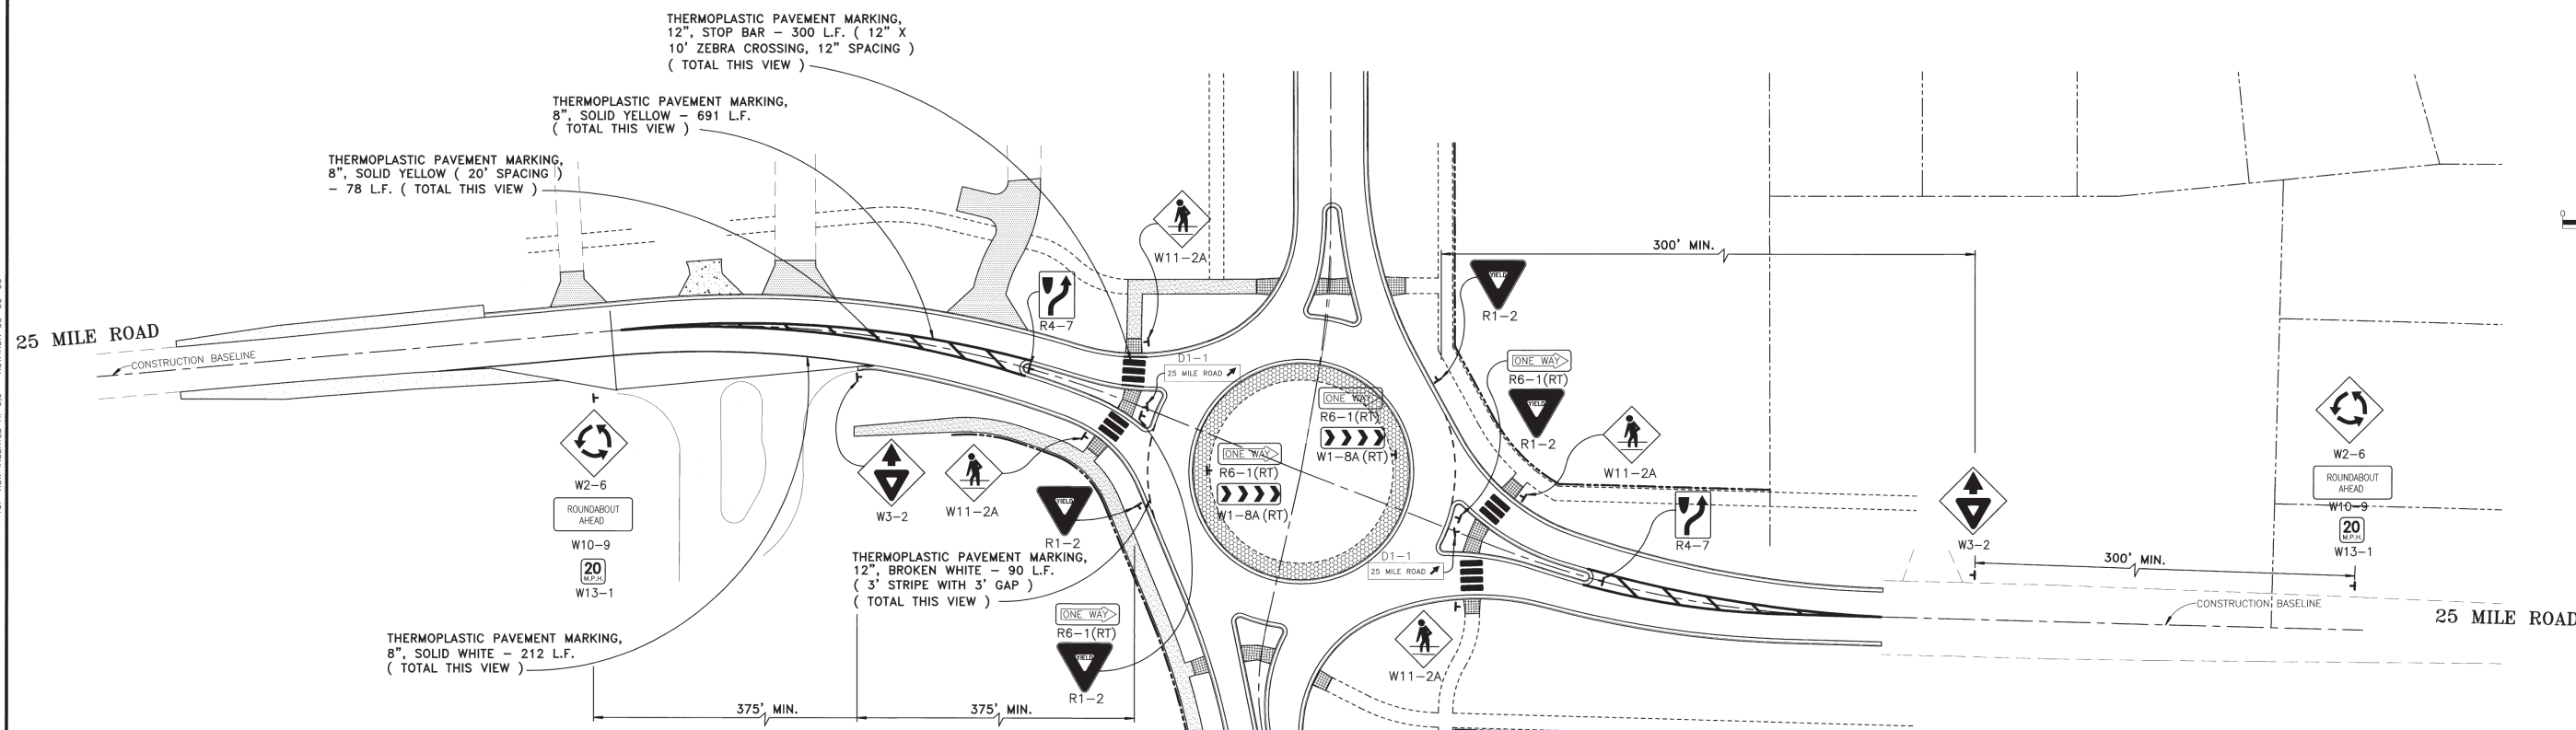 THERMOPLASTIC PAVEMENT MARKING,
12", STOP BAR – 300 L.F. ( 12" X
10' ZEBRA CROSSING, 12" SPACING )
( TOTAL THIS VIEW )
THERMOPLASTIC PAVEMENT MARKING,
8", SOLID YELLOW – 691 L.F.
( TOTAL THIS VIEW )
THERMOPLASTIC PAVEMENT MARKING,
8", SOLID YELLOW ( 20' SPACING )
– 78 L.F. ( TOTAL THIS VIEW )
25 MILE ROAD
CONSTRUCTION BASELINE
W11-2A
R4-7
D1-1
25 MILE ROAD
300' MIN.
YIELD
R1-2
ONE WAY
R6-1(RT)
YIELD
R1-2
W11-2A
ONE WAY
R6-1(RT)
W1-8A(RT)
ONE WAY
R6-1(RT)
W1-8A(RT)
W2-6
ROUNDABOUT
AHEAD
W10-9
20
M.P.H.
W13-1
W3-2
W11-2A
YIELD
R1-2
THERMOPLASTIC PAVEMENT MARKING,
12", BROKEN WHITE – 90 L.F.
( 3' STRIPE WITH 3' GAP )
( TOTAL THIS VIEW )
ONE WAY
R6-1(RT)
YIELD
R1-2
THERMOPLASTIC PAVEMENT MARKING,
8", SOLID WHITE – 212 L.F.
( TOTAL THIS VIEW )
375' MIN.
375' MIN.
D1-1
25 MILE ROAD
W11-2A
R4-7
W3-2
300' MIN.
W2-6
ROUNDABOUT
AHEAD
W10-9
20
M.P.H.
W13-1
CONSTRUCTION BASELINE
25 MILE ROAD
0